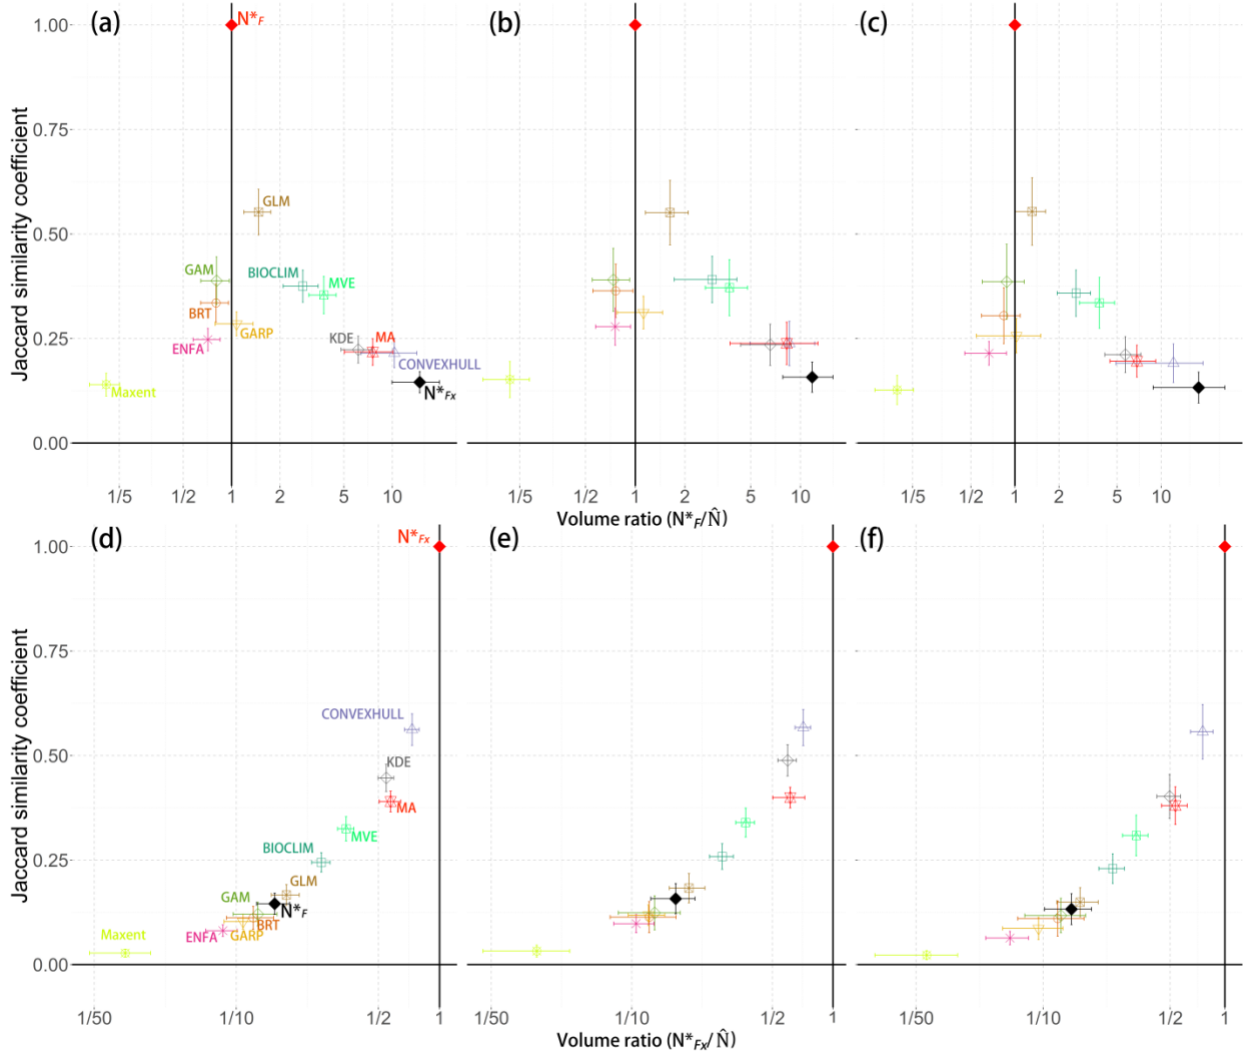 (a)
(b)
(c)
Jaccard similarity coefficient
1.00
0.75
0.50
0.25
0.00
N*F
GLM
GAM
BIOCLIM
MVE
BRT
GARP
KDE
MA
ENFA
CONVEXHULL
Maxent
N*Fx
1/5 1/2 1 2 5 10
1/5 1/2 1 2 5 10
1/5 1/2 1 2 5 10
Volume ratio (N*F/N̂)
(d)
(e)
(f)
Jaccard similarity coefficient
1.00
0.75
0.50
0.25
0.00
N*Fx
CONVEXHULL
KDE
MA
MVE
BIOCLIM
GLM
GAM
N*F
BRT
GARP
ENFA
Maxent
1/50 1/10 1/2 1
1/50 1/10 1/2 1
1/50 1/10 1/2 1
Volume ratio (N*Fx/N̂)